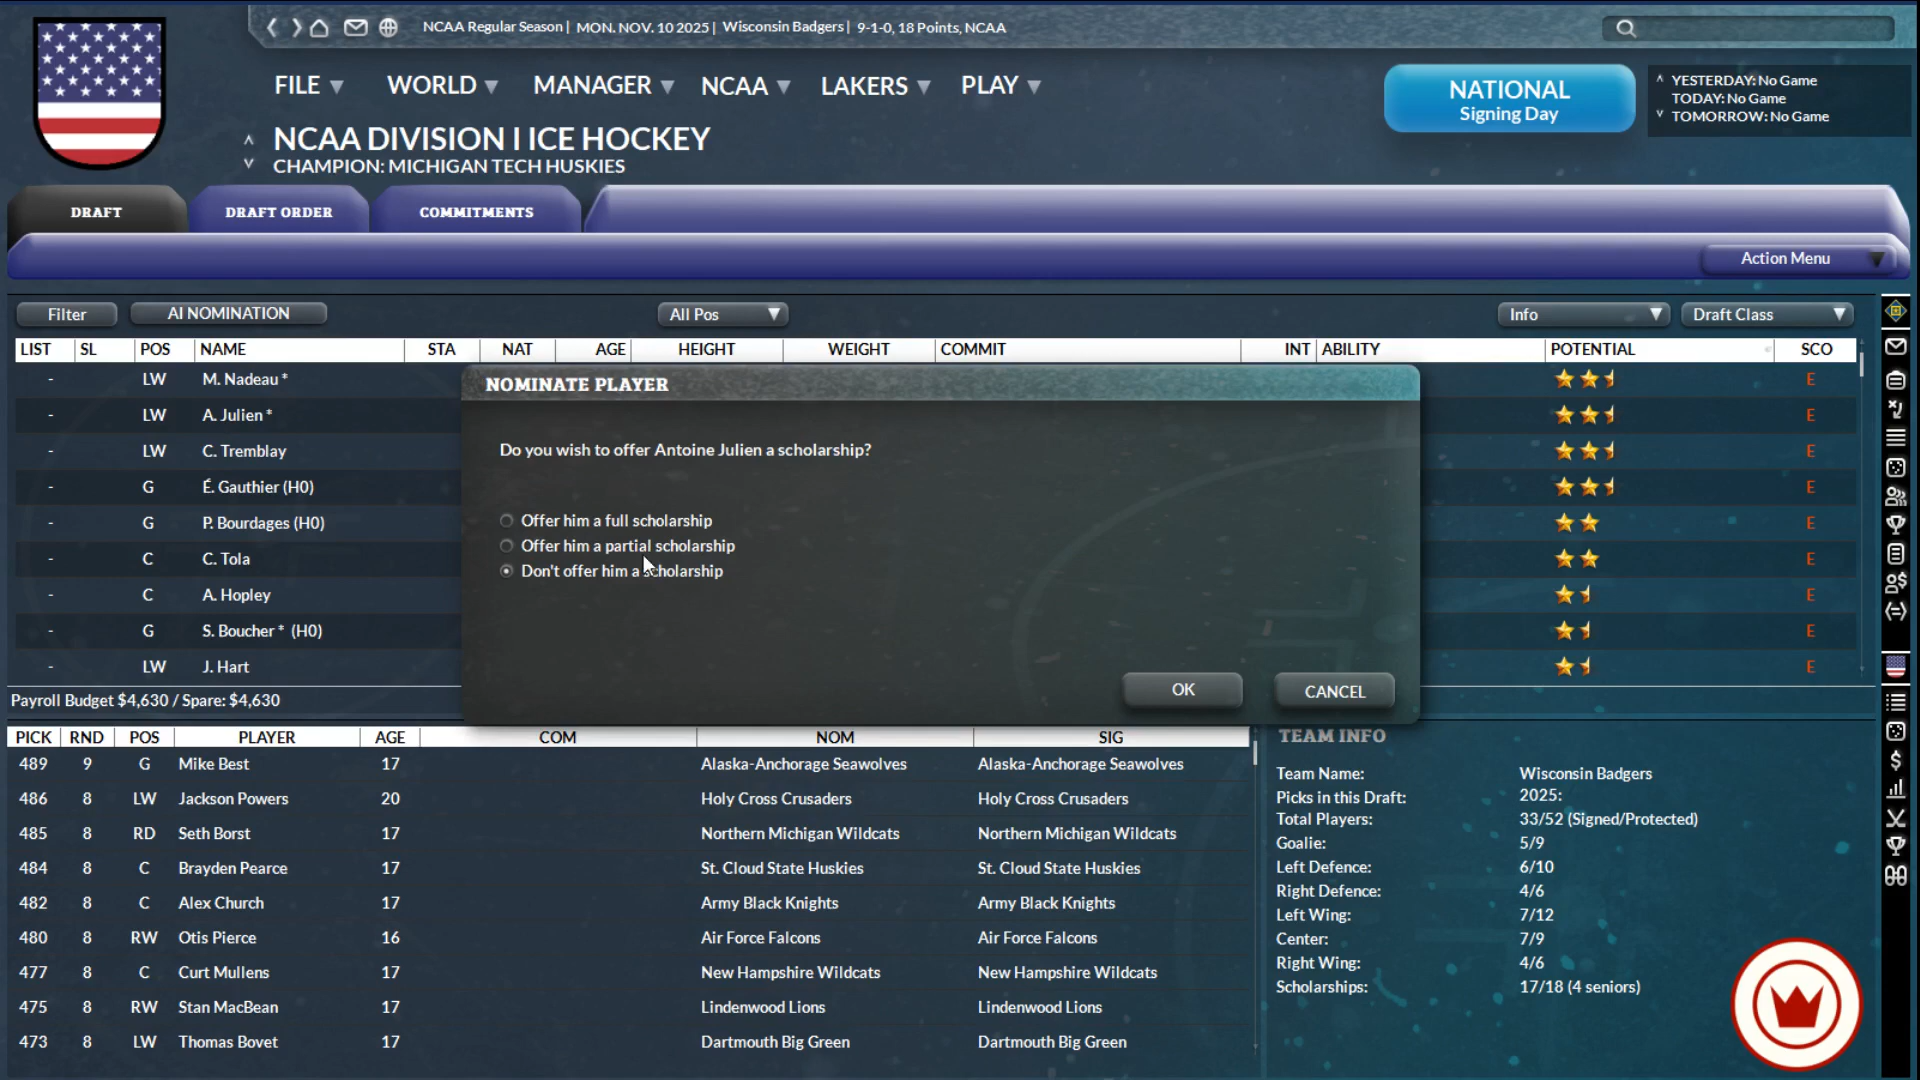 NCAA Regular Season | MON. NOV. 10 2025 | Wisconsin Badgers | 9-1-0, 18 Points, NCAA
FILE WORLD MANAGER NCAA LAKERS PLAY
NATIONAL
Signing Day
YESTERDAY: No Game
TODAY: No Game
TOMORROW: No Game
NCAA DIVISION I ICE HOCKEY
CHAMPION: MICHIGAN TECH HUSKIES
DRAFT DRAFT ORDER COMMITMENTS
Action Menu
Filter AI NOMINATION All Pos Info Draft Class
LIST SL POS NAME STA NAT AGE HEIGHT WEIGHT COMMIT INT ABILITY POTENTIAL SCO
- LW M. Nadeau * E
- LW A. Julien * E
- LW C. Tremblay E
- G É. Gauthier (H0) E
- G P. Bourdages (H0) E
- C C. Tola E
- C A. Hopley E
- G S. Boucher * (H0) E
- LW J. Hart E
NOMINATE PLAYER
Do you wish to offer Antoine Julien a scholarship?
Offer him a full scholarship
Offer him a partial scholarship
Don't offer him a scholarship
OK CANCEL
Payroll Budget $4,630 / Spare: $4,630
PICK RND POS PLAYER AGE COM NOM SIG
489 9 G Mike Best 17 Alaska-Anchorage Seawolves Alaska-Anchorage Seawolves
486 8 LW Jackson Powers 20 Holy Cross Crusaders Holy Cross Crusaders
485 8 RD Seth Borst 17 Northern Michigan Wildcats Northern Michigan Wildcats
484 8 C Brayden Pearce 17 St. Cloud State Huskies St. Cloud State Huskies
482 8 C Alex Church 17 Army Black Knights Army Black Knights
480 8 RW Otis Pierce 16 Air Force Falcons Air Force Falcons
477 8 C Curt Mullens 17 New Hampshire Wildcats New Hampshire Wildcats
475 8 RW Stan MacBean 17 Lindenwood Lions Lindenwood Lions
473 8 LW Thomas Bovet 17 Dartmouth Big Green Dartmouth Big Green
TEAM INFO
Team Name: Wisconsin Badgers
Picks in this Draft: 2025:
Total Players: 33/52 (Signed/Protected)
Goalie: 5/9
Left Defence: 6/10
Right Defence: 4/6
Left Wing: 7/12
Center: 7/9
Right Wing: 4/6
Scholarships: 17/18 (4 seniors)